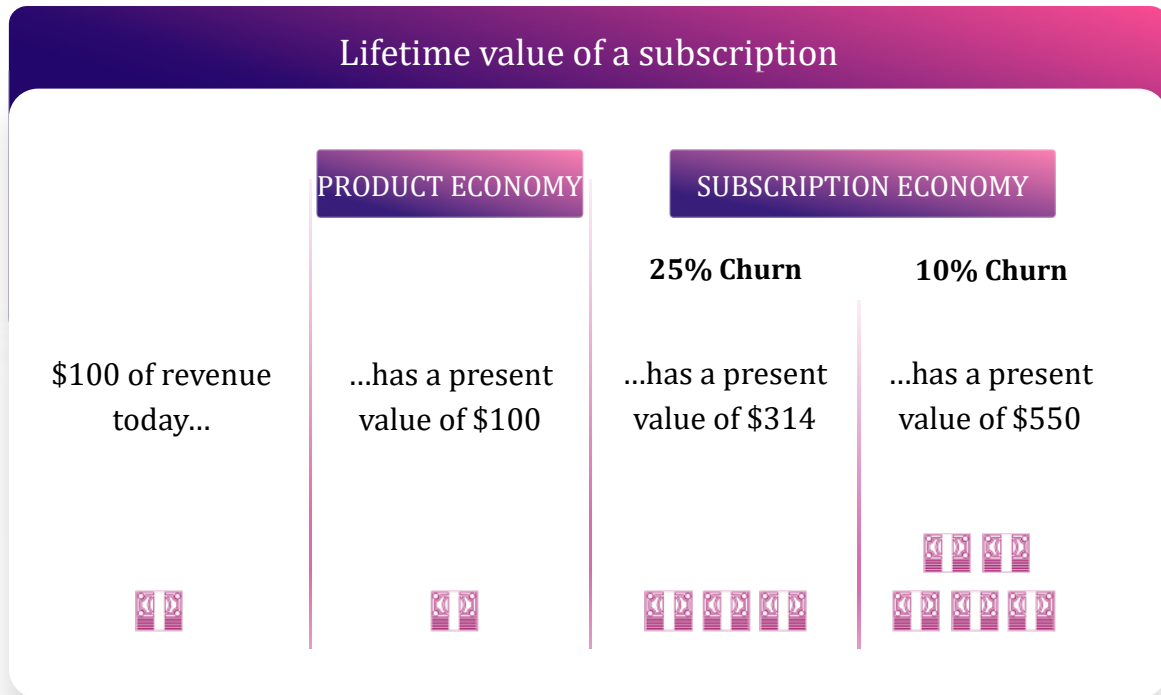 Lifetime value of a subscription
PRODUCT ECONOMY
SUBSCRIPTION ECONOMY
25% Churn
10% Churn
$100 of revenue
today…
…has a present
value of $100
…has a present
value of $314
…has a present
value of $550